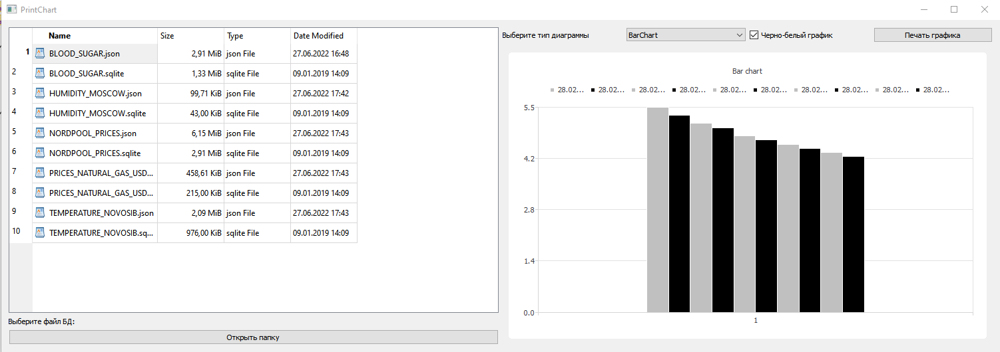 PrintChart
Name Size Type Date Modified
1 BLOOD_SUGAR.json 2,91 MiB json File 27.06.2022 16:48
2 BLOOD_SUGAR.sqlite 1,33 MiB sqlite File 09.01.2019 14:09
3 HUMIDITY_MOSCOW.json 99,71 KiB json File 27.06.2022 17:42
4 HUMIDITY_MOSCOW.sqlite 43,00 KiB sqlite File 09.01.2019 14:09
5 NORDPOOL_PRICES.json 6,15 MiB json File 27.06.2022 17:43
6 NORDPOOL_PRICES.sqlite 2,91 MiB sqlite File 09.01.2019 14:09
7 PRICES_NATURAL_GAS_USD... 458,61 KiB json File 27.06.2022 17:43
8 PRICES_NATURAL_GAS_USD... 215,00 KiB sqlite File 09.01.2019 14:09
9 TEMPERATURE_NOVOSIB.json 2,09 MiB json File 27.06.2022 17:43
10 TEMPERATURE_NOVOSIB.sq... 976,00 KiB sqlite File 09.01.2019 14:09
Выберите файл БД:
Открыть папку
Выберите тип диаграммы BarChart Черно-белый график Печать графика
Bar chart
28.02... 28.02... 28.02... 28.02... 28.02... 28.02... 28.02... 28.02... 28.02... 28.02...
5.5
4.2
2.8
1.4
0.0
1